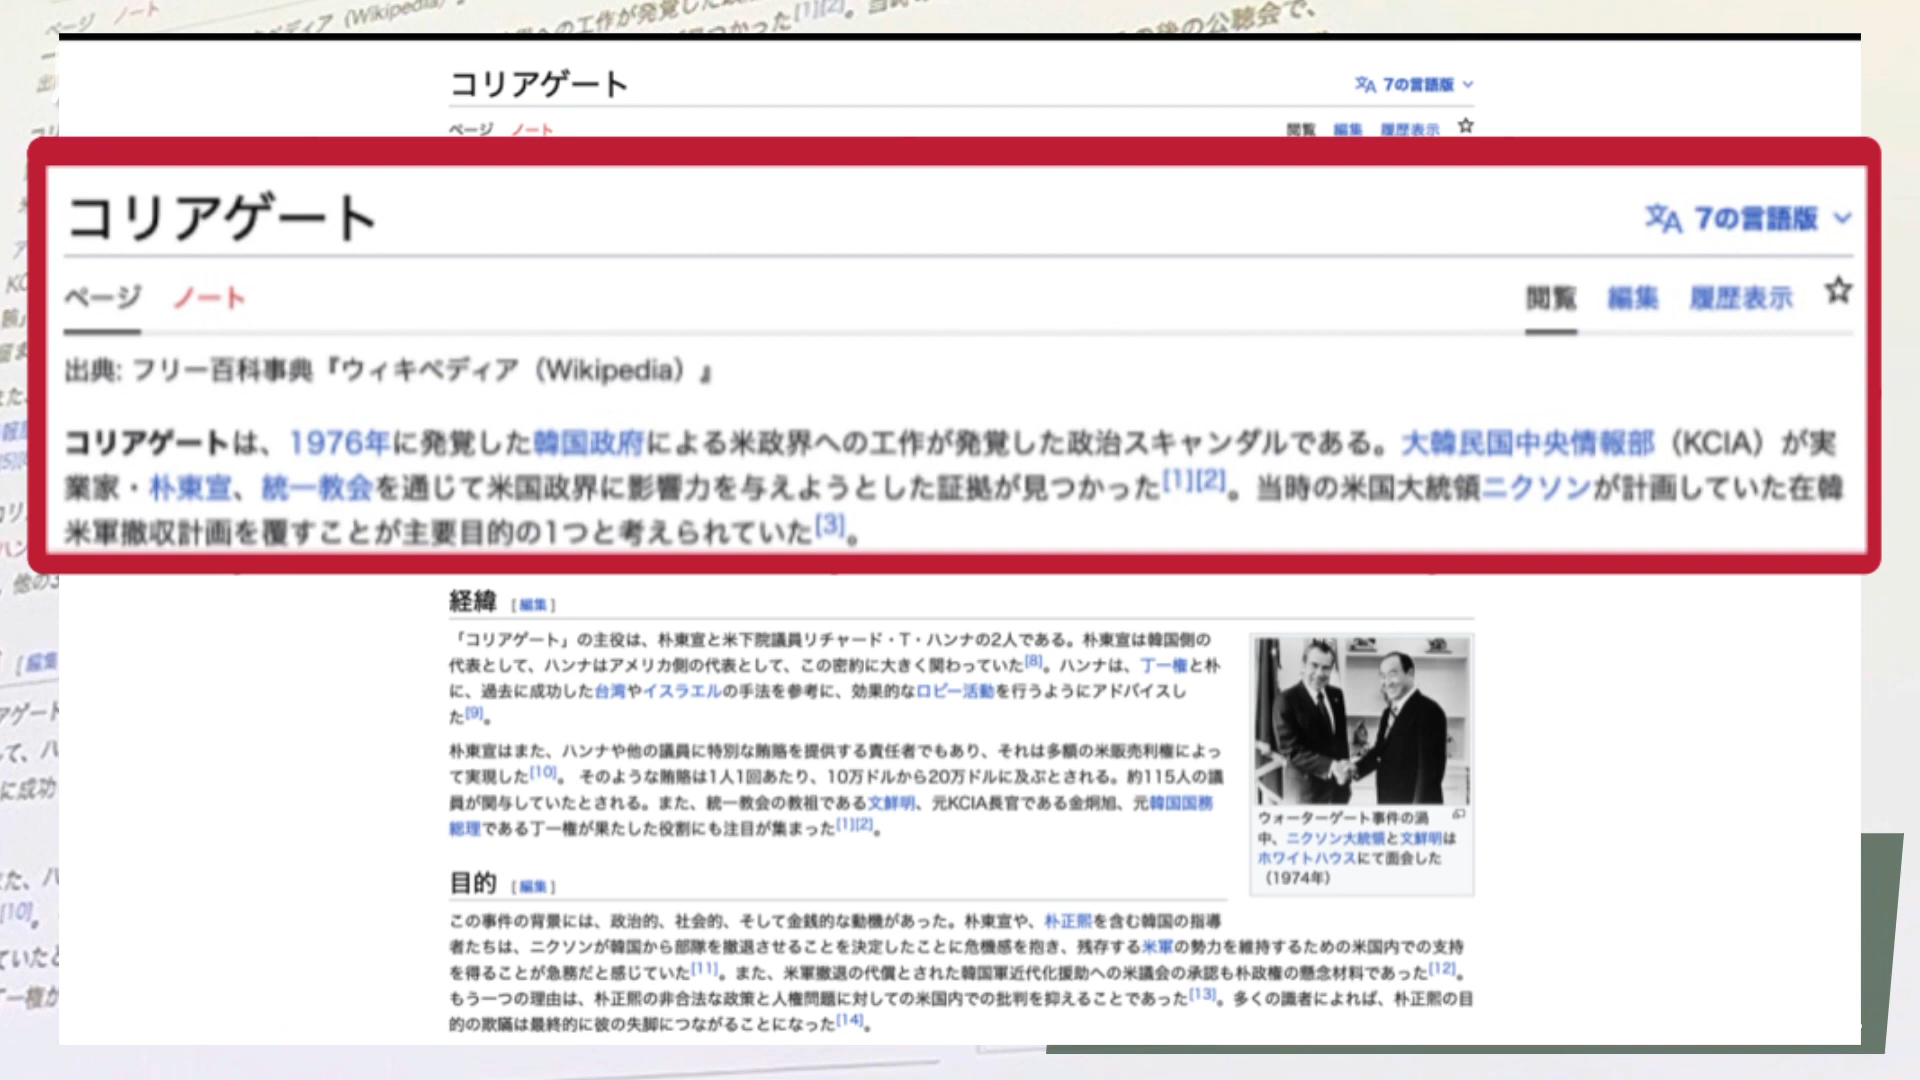 コリアゲート
7の言語版
ページ ノート
閲覧 編集 履歴表示
コリアゲート
7の言語版
ページ ノート
閲覧 編集 履歴表示
出典: フリー百科事典『ウィキペディア（Wikipedia）』
コリアゲートは、1976年に発覚した韓国政府による米政界への工作が発覚した政治スキャンダルである。大韓民国中央情報部（KCIA）が実
業家・朴東宣、統一教会を通じて米国政界に影響力を与えようとした証拠が見つかった[1][2]。当時の米国大統領ニクソンが計画していた在韓
米軍撤収計画を覆すことが主要目的の1つと考えられていた[3]。
経緯 [編集]
「コリアゲート」の主役は、朴東宣と米下院議員リチャード・T・ハンナの2人である。朴東宣は韓国側の
代表として、ハンナはアメリカ側の代表として、この密約に大きく関わっていた[8]。ハンナは、丁一権と朴
に、過去に成功した台湾やイスラエルの手法を参考に、効果的なロビー活動を行うようにアドバイスし
た[9]。
朴東宣はまた、ハンナや他の議員に特別な賄賂を提供する責任者でもあり、それは多額の米販売利権によっ
て実現した[10]。 そのような賄賂は1人1回あたり、10万ドルから20万ドルに及ぶとされる。約115人の議
員が関与していたとされる。また、統一教会の教祖である文鮮明、元KCIA長官である金炯旭、元韓国国務
総理である丁一権が果たした役割にも注目が集まった[1][2]。
ウォーターゲート事件の渦
中、ニクソン大統領と文鮮明は
ホワイトハウスにて面会した
（1974年）
目的 [編集]
この事件の背景には、政治的、社会的、そして金銭的な動機があった。朴東宣や、朴正熙を含む韓国の指導
者たちは、ニクソンが韓国から部隊を撤退させることを決定したことに危機感を抱き、残存する米軍の勢力を維持するための米国内での支持
を得ることが急務だと感じていた[11]。また、米軍撤退の代償とされた韓国軍近代化援助への米議会の承認も朴政権の懸念材料であった[12]。
もう一つの理由は、朴正熙の非合法な政策と人権問題に対しての米国内での批判を抑えることであった[13]。多くの識者によれば、朴正熙の目
的の欺瞞は最終的に彼の失脚につながることになった[14]。